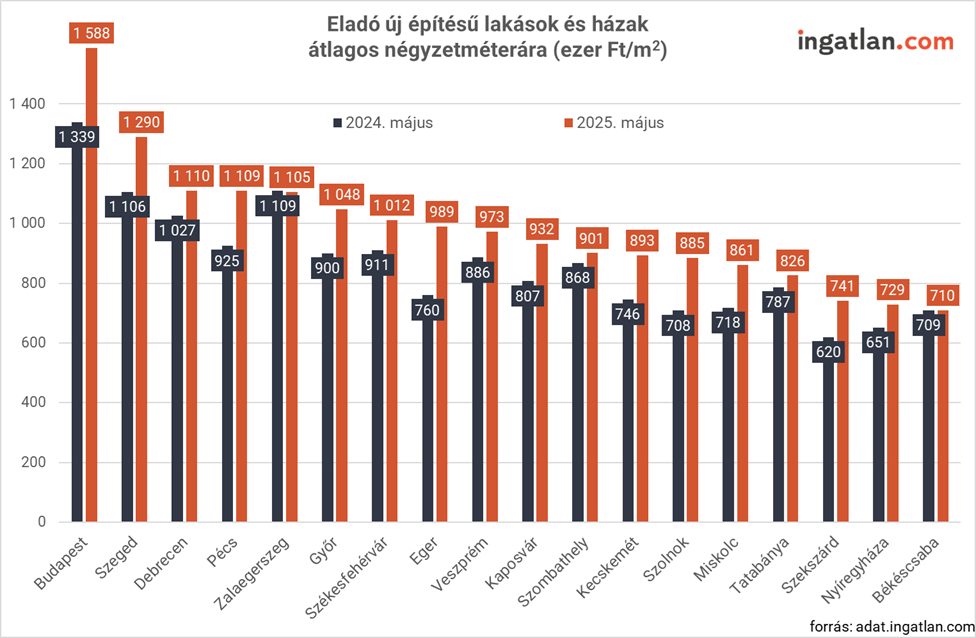 Eladó új építésű lakások és házak
átlagos négyzetméterára (ezer Ft/m²)
ingatlan.com
2024. május
2025. május
1 400
1 200
1 000
800
600
400
200
0
1 339
1 588
1 106
1 290
1 027
1 110
925
1 109
1 109
1 105
900
1 048
911
1 012
760
989
886
973
807
932
868
901
746
893
708
885
718
861
787
826
620
741
651
729
709
710
Budapest
Szeged
Debrecen
Pécs
Zalaegerszeg
Győr
Székesfehérvár
Eger
Veszprém
Kaposvár
Szombathely
Kecskemét
Szolnok
Miskolc
Tatabánya
Szekszárd
Nyíregyháza
Békéscsaba
forrás: adat.ingatlan.com